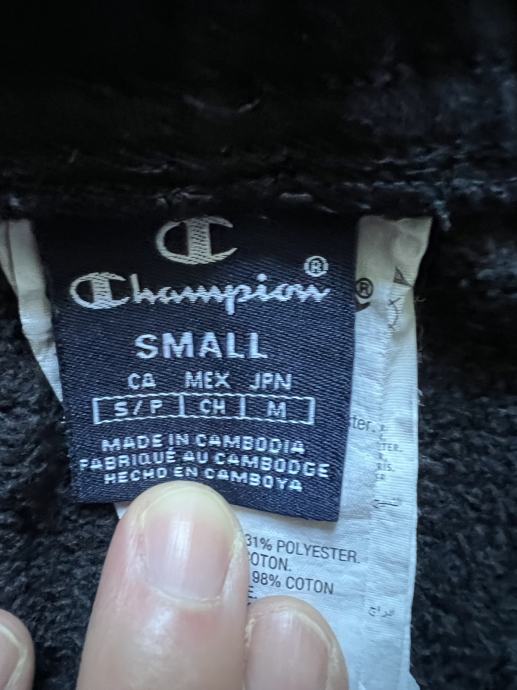 C
Champion®
SMALL
CA MEX JPN
S/P CH M
MADE IN CAMBODIA
FABRIQUÉ AU CAMBODGE
HECHO EN CAMBOYA
31% POLYESTER.
98% COTON